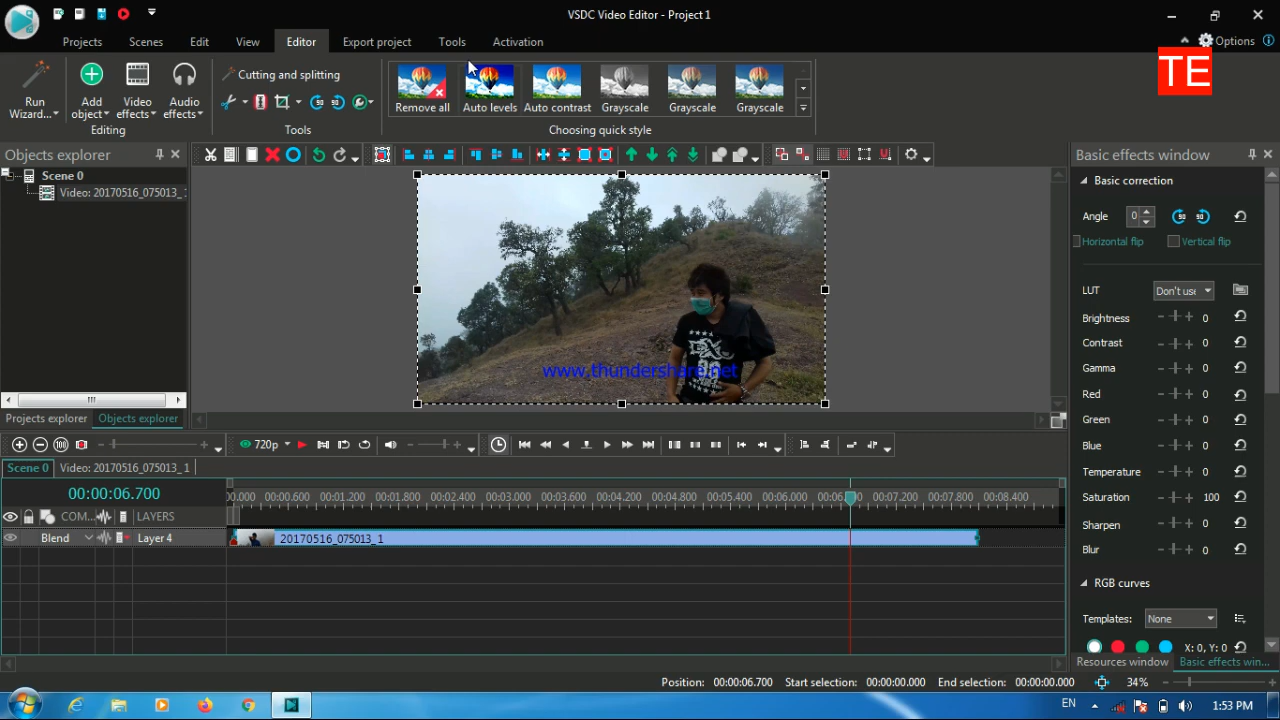 VSDC Video Editor - Project 1
Projects Scenes Edit View Editor Export project Tools Activation Options
TE
Run Wizard...
Add object
Video effects
Audio effects
Editing
Cutting and splitting
Tools
Remove all Auto levels Auto contrast Grayscale Grayscale Grayscale
Choosing quick style
Objects explorer
Scene 0
Video: 20170516_075013_1
Projects explorer Objects explorer
www.thundershare.net
Basic effects window
Basic correction
Angle 0 90 90
Horizontal flip Vertical flip
LUT Don't use
Brightness 0
Contrast 0
Gamma 0
Red 0
Green 0
Blue 0
Temperature 0
Saturation 100
Sharpen 0
Blur 0
RGB curves
Templates: None
X: 0, Y: 0
Resources window Basic effects win...
720p
Scene 0 Video: 20170516_075013_1
00:00:06.700
00.000 00:00:00.600 00:01.200 00:01.800 00:02.400 00:03.000 00:03.600 00:04.200 00:04.800 00:05.400 00:06.000 00:07.200 00:07.800 00:08.400
COM... LAYERS
Blend Layer 4
20170516_075013_1
Position: 00:00:06.700 Start selection: 00:00:00.000 End selection: 00:00:00.000 34%
EN 1:53 PM